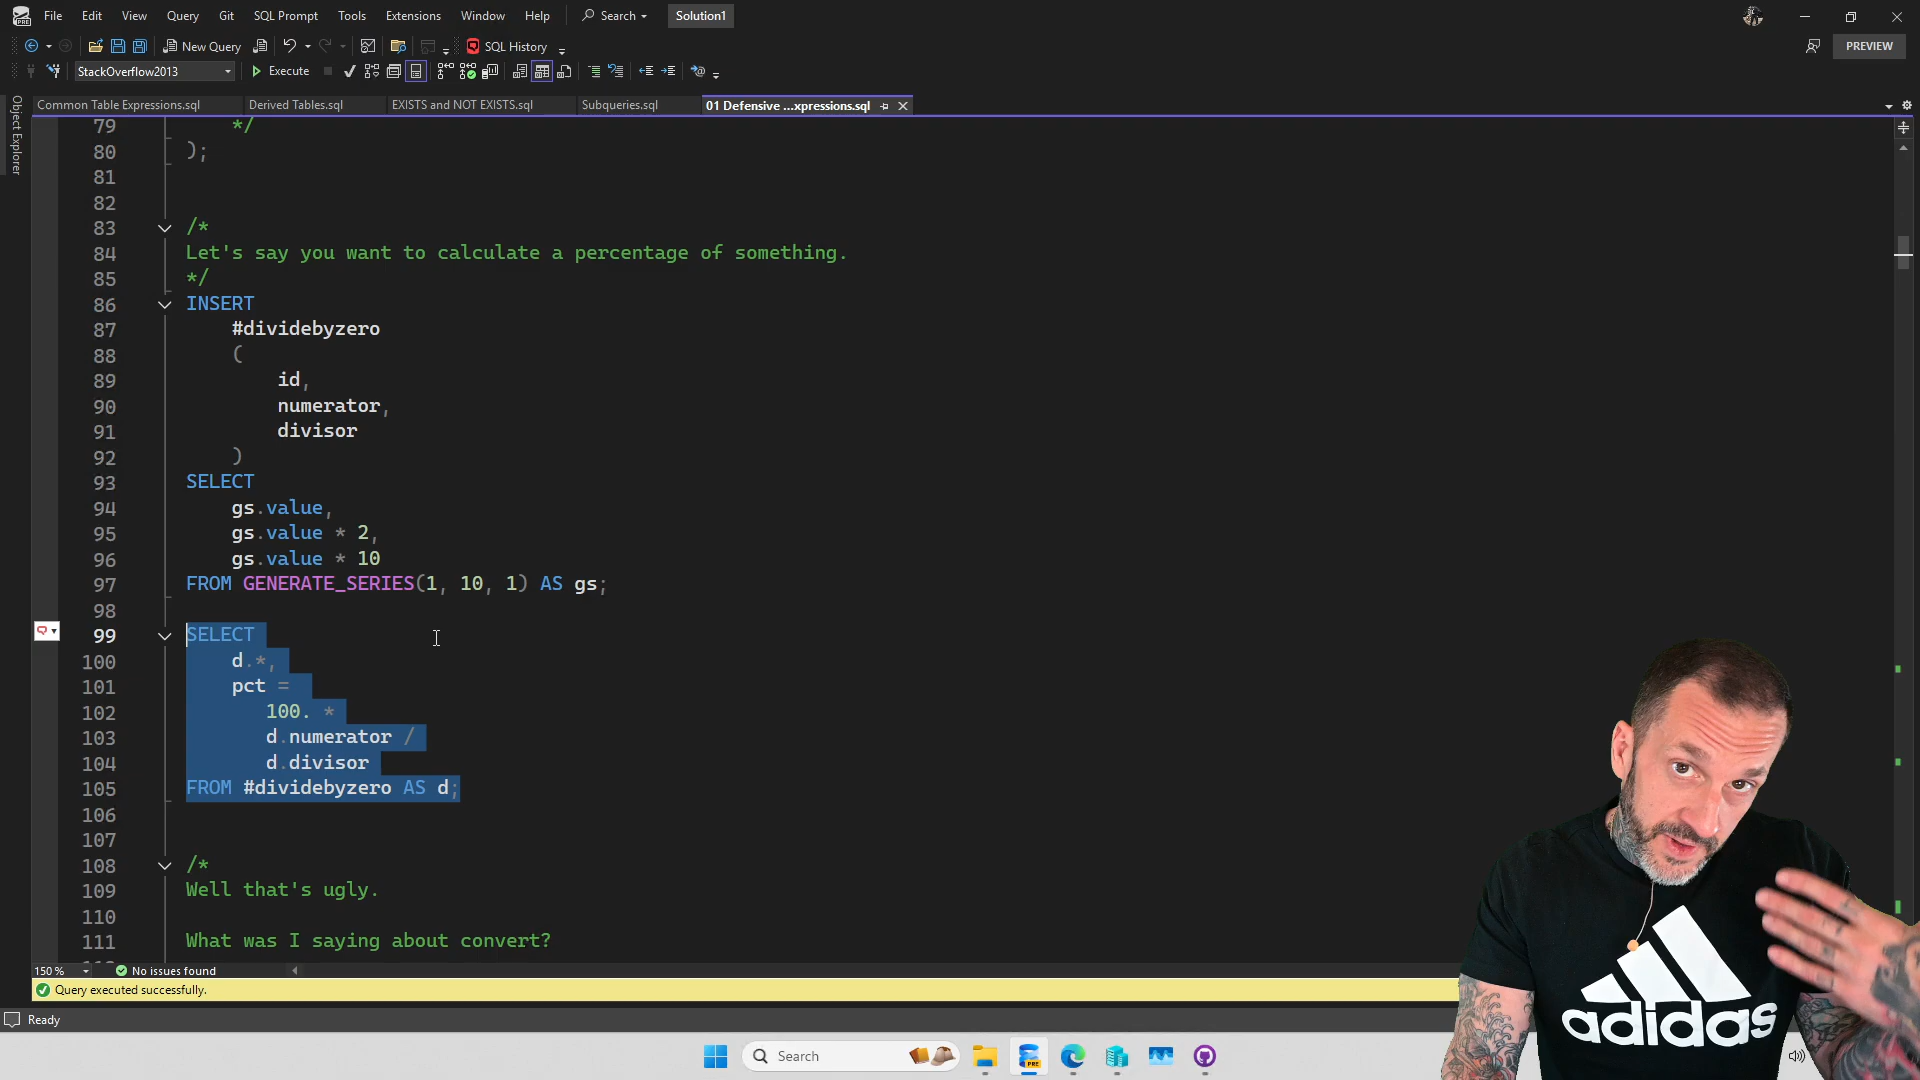 File Edit View Query Git SQL Prompt Tools Extensions Window Help Search Solution1
New Query SQL History PREVIEW
StackOverflow2013 Execute
Common Table Expressions.sql Derived Tables.sql EXISTS and NOT EXISTS.sql Subqueries.sql 01 Defensive ...xpressions.sql
Object Explorer
79 */
80 );
81
82
83 /*
84 Let's say you want to calculate a percentage of something.
85 */
86 INSERT
87 #dividebyzero
88 (
89 id,
90 numerator,
91 divisor
92 )
93 SELECT
94 gs.value,
95 gs.value * 2,
96 gs.value * 10
97 FROM GENERATE_SERIES(1, 10, 1) AS gs;
98
99 SELECT
100 d.*,
101 pct =
102 100. *
103 d.numerator /
104 d.divisor
105 FROM #dividebyzero AS d;
106
107
108 /*
109 Well that's ugly.
110
111 What was I saying about convert?
150 % No issues found
Query executed successfully.
Ready
adidas
Search
PRE